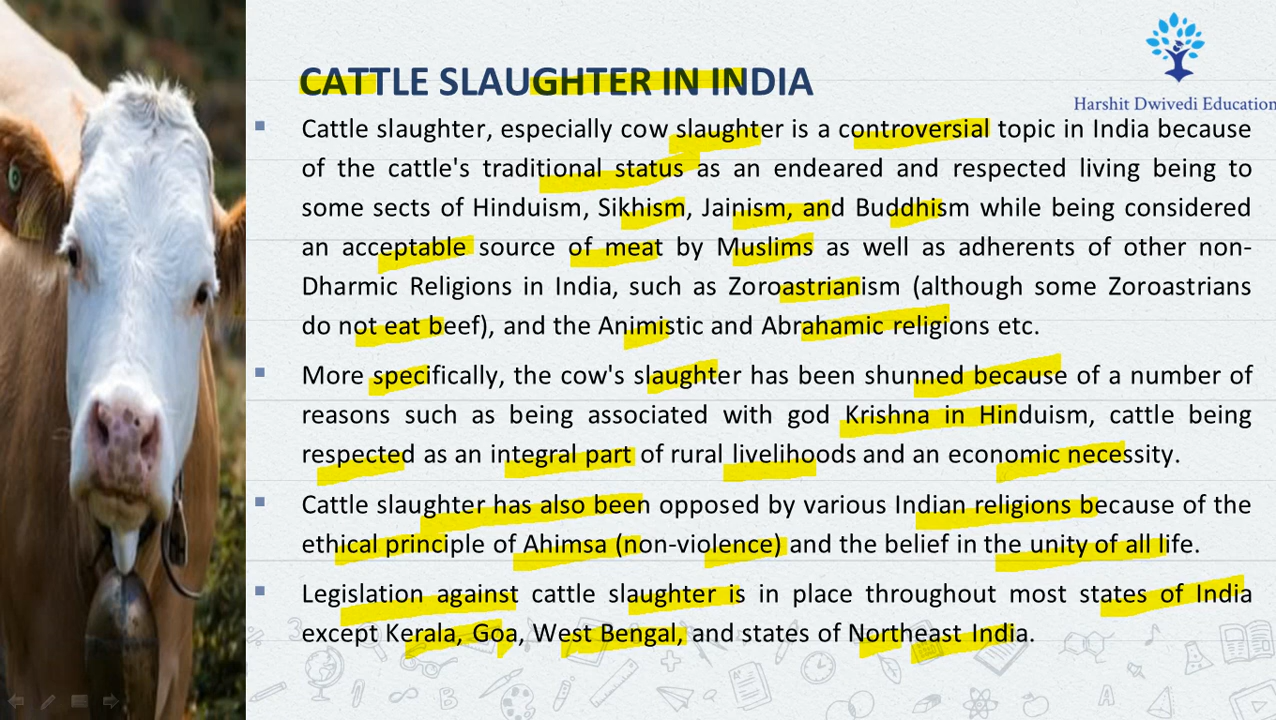 Harshit Dwivedi Education
CATTLE SLAUGHTER IN INDIA
▪ Cattle slaughter, especially cow slaughter is a controversial topic in India because
of the cattle's traditional status as an endeared and respected living being to
some sects of Hinduism, Sikhism, Jainism, and Buddhism while being considered
an acceptable source of meat by Muslims as well as adherents of other non-
Dharmic Religions in India, such as Zoroastrianism (although some Zoroastrians
do not eat beef), and the Animistic and Abrahamic religions etc.
▪ More specifically, the cow's slaughter has been shunned because of a number of
reasons such as being associated with god Krishna in Hinduism, cattle being
respected as an integral part of rural livelihoods and an economic necessity.
▪ Cattle slaughter has also been opposed by various Indian religions because of the
ethical principle of Ahimsa (non-violence) and the belief in the unity of all life.
▪ Legislation against cattle slaughter is in place throughout most states of India
except Kerala, Goa, West Bengal, and states of Northeast India.